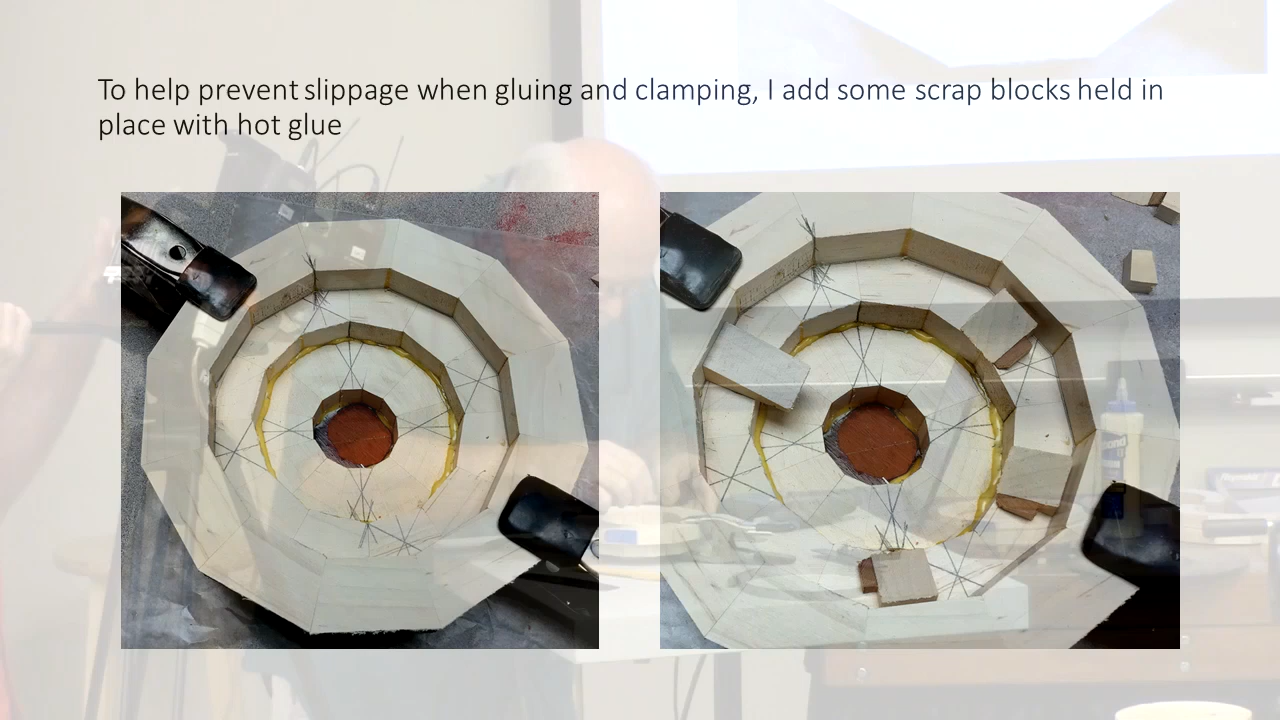 To help prevent slippage when gluing and clamping, I add some scrap blocks held in
place with hot glue